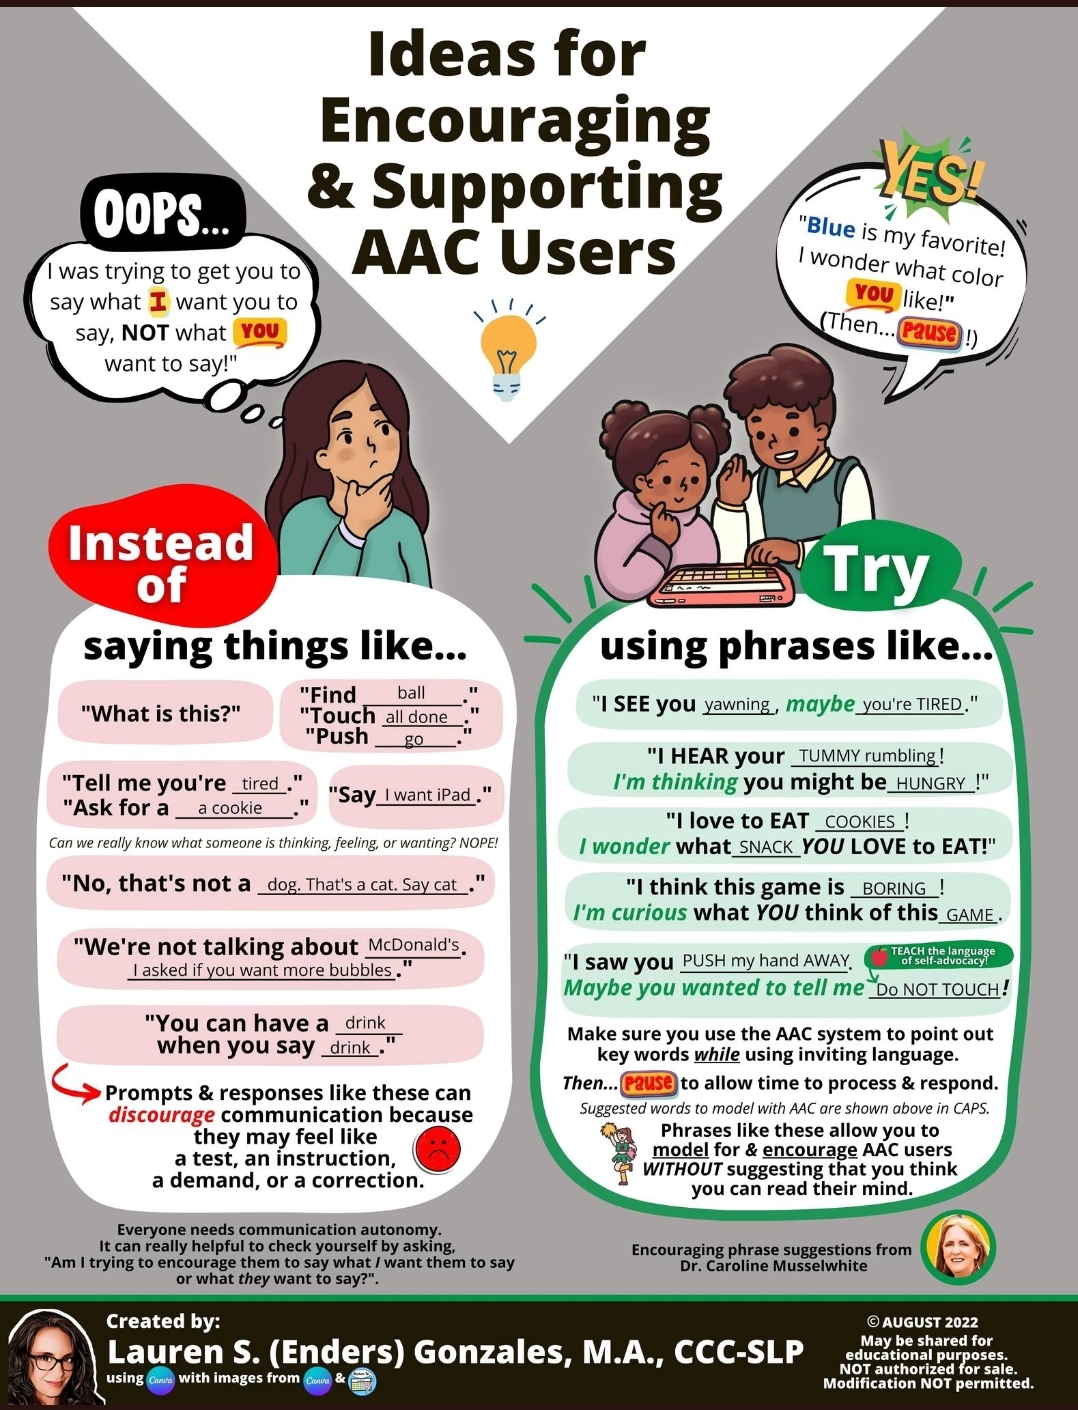 Ideas for
Encouraging
& Supporting
AAC Users
OOPS...
I was trying to get you to
say what I want you to
say, NOT what YOU
want to say!"
YES!
"Blue is my favorite!
I wonder what color
YOU like!"
(Then... Pause !)
Instead
of
saying things like...
"What is this?"
"Find ball ."
"Touch all done ."
"Push go ."
"Tell me you're tired ."
"Ask for a a cookie ."
"Say I want iPad ."
Can we really know what someone is thinking, feeling, or wanting? NOPE!
"No, that's not a dog. That's a cat. Say cat ."
"We're not talking about McDonald's.
I asked if you want more bubbles ."
"You can have a drink
when you say drink ."
Prompts & responses like these can
discourage communication because
they may feel like
a test, an instruction,
a demand, or a correction.
Everyone needs communication autonomy.
It can really helpful to check yourself by asking,
"Am I trying to encourage them to say what I want them to say
or what they want to say?".
Try
using phrases like...
"I SEE you yawning , maybe you're TIRED ."
"I HEAR your TUMMY rumbling !
I'm thinking you might be HUNGRY !"
"I love to EAT COOKIES !
I wonder what SNACK YOU LOVE to EAT!"
"I think this game is BORING !
I'm curious what YOU think of this GAME .
"I saw you PUSH my hand AWAY.
TEACH the language
of self-advocacy!
Maybe you wanted to tell me Do NOT TOUCH !
Make sure you use the AAC system to point out
key words while using inviting language.
Then... Pause to allow time to process & respond.
Suggested words to model with AAC are shown above in CAPS.
Phrases like these allow you to
model for & encourage AAC users
WITHOUT suggesting that you think
you can read their mind.
Encouraging phrase suggestions from
Dr. Caroline Musselwhite
Created by:
Lauren S. (Enders) Gonzales, M.A., CCC-SLP
using Canva with images from Canva &
© AUGUST 2022
May be shared for
educational purposes.
NOT authorized for sale.
Modification NOT permitted.